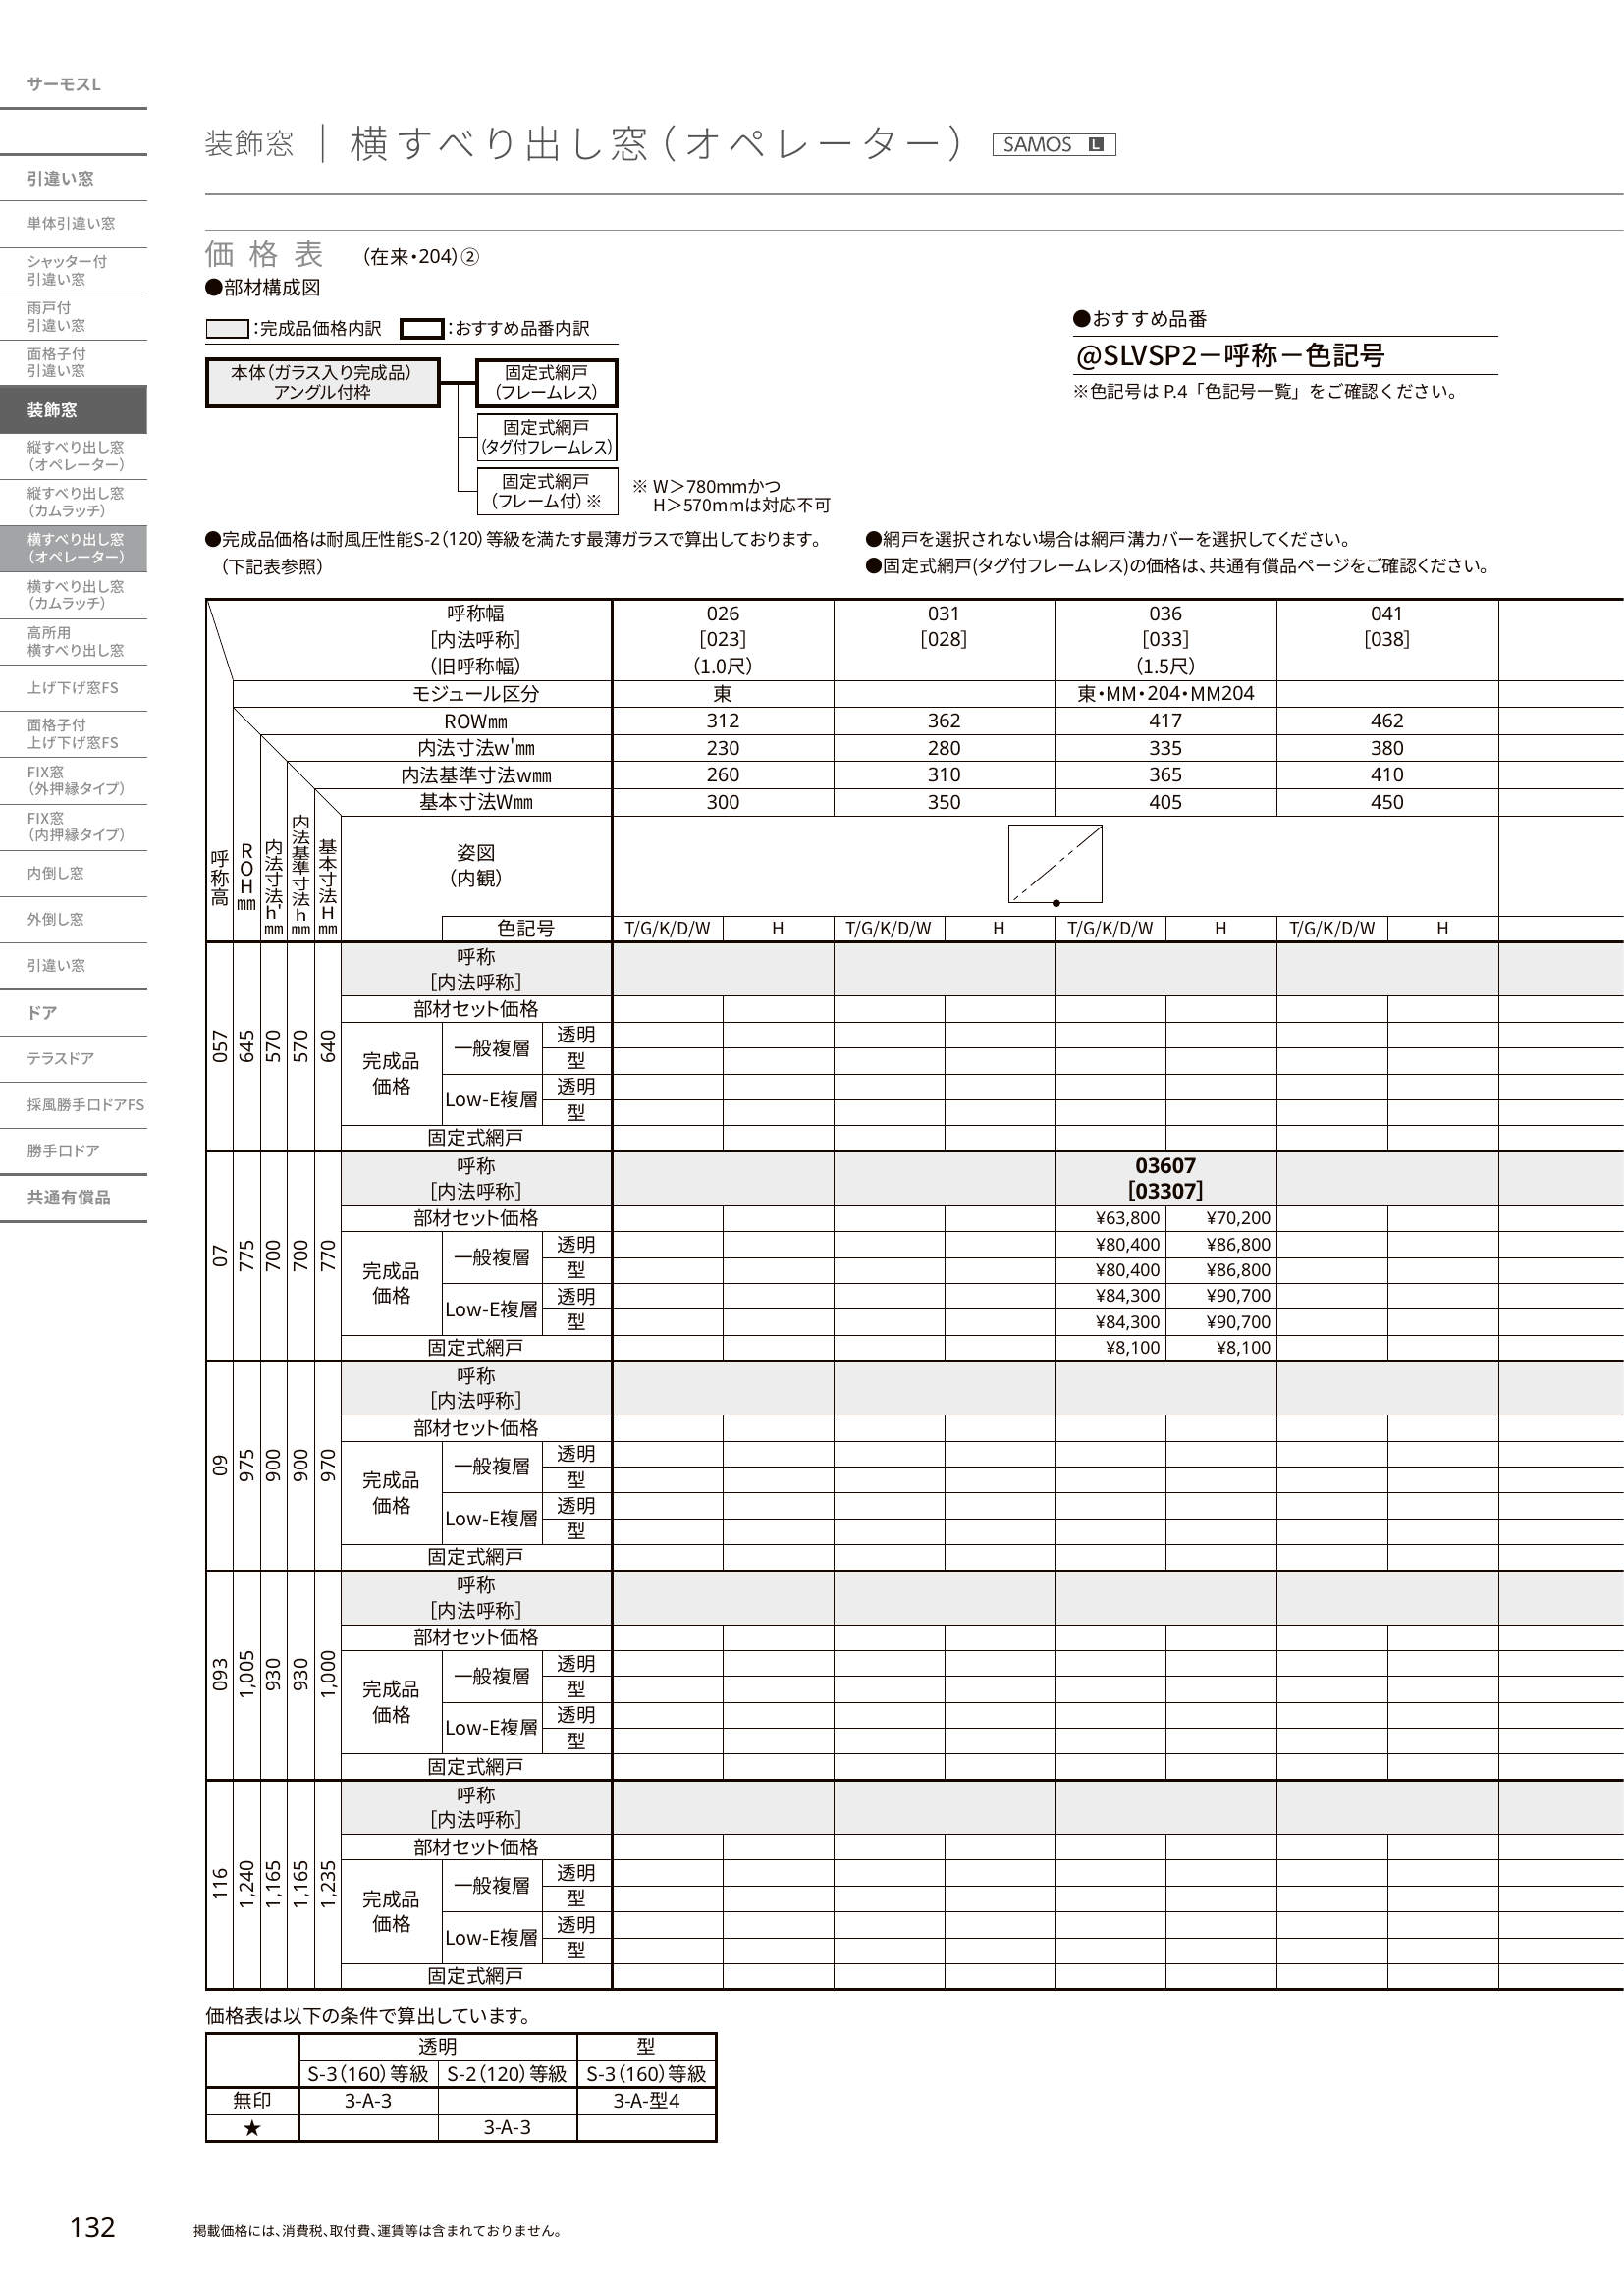 サーモスL
引違い窓
単体引違い窓
シャッター付
引違い窓
雨戸付
引違い窓
面格子付
引違い窓
装飾窓
縦すべり出し窓
（オペレーター）
縦すべり出し窓
（カムラッチ）
横すべり出し窓
（オペレーター）
横すべり出し窓
（カムラッチ）
高所用
横すべり出し窓
上げ下げ窓FS
面格子付
上げ下げ窓FS
FIX窓
（外押縁タイプ）
FIX窓
（内押縁タイプ）
内倒し窓
外倒し窓
引違い窓
ドア
テラスドア
採風勝手口ドアFS
勝手口ドア
共通有償品
装飾窓｜横すべり出し窓（オペレーター） SAMOS L
価格表 （在来・204）②
●部材構成図
：完成品価格内訳 ：おすすめ品番内訳
本体（ガラス入り完成品）
アングル付枠
固定式網戸
（フレームレス）
固定式網戸
（タグ付フレームレス）
固定式網戸
（フレーム付）※
※ W＞780mmかつ
H＞570mmは対応不可
●おすすめ品番
@SLVSP2－呼称－色記号
※色記号は P.4「色記号一覧」をご確認ください。
●完成品価格は耐風圧性能S-2（120）等級を満たす最薄ガラスで算出しております。
（下記表参照）
●網戸を選択されない場合は網戸溝カバーを選択してください。
●固定式網戸(タグ付フレームレス)の価格は、共通有償品ページをご確認ください。
呼称幅 026 031 036 041
［内法呼称］ ［023］ ［028］ ［033］ ［038］
（旧呼称幅） （1.0尺） （1.5尺）
モジュール区分 東 東・MM・204・MM204
ROW㎜ 312 362 417 462
内法寸法w'㎜ 230 280 335 380
内法基準寸法w㎜ 260 310 365 410
基本寸法W㎜ 300 350 405 450
呼称高 ROH㎜ 内法寸法h'㎜ 内法基準寸法h㎜ 基本寸法H㎜
姿図
（内観）
色記号 T/G/K/D/W H T/G/K/D/W H T/G/K/D/W H T/G/K/D/W H
057 645 570 570 640
呼称
［内法呼称］
部材セット価格
完成品
価格
一般複層 透明
型
Low-E複層 透明
型
固定式網戸
07 775 700 700 770
呼称 03607
［内法呼称］ ［03307］
部材セット価格 ¥63,800 ¥70,200
完成品
価格
一般複層 透明 ¥80,400 ¥86,800
型 ¥80,400 ¥86,800
Low-E複層 透明 ¥84,300 ¥90,700
型 ¥84,300 ¥90,700
固定式網戸 ¥8,100 ¥8,100
09 975 900 900 970
呼称
［内法呼称］
部材セット価格
完成品
価格
一般複層 透明
型
Low-E複層 透明
型
固定式網戸
093 1,005 930 930 1,000
呼称
［内法呼称］
部材セット価格
完成品
価格
一般複層 透明
型
Low-E複層 透明
型
固定式網戸
116 1,240 1,165 1,165 1,235
呼称
［内法呼称］
部材セット価格
完成品
価格
一般複層 透明
型
Low-E複層 透明
型
固定式網戸
価格表は以下の条件で算出しています。
透明 型
S-3（160）等級 S-2（120）等級 S-3（160）等級
無印 3-A-3 3-A-型4
★ 3-A-3
132
掲載価格には、消費税、取付費、運賃等は含まれておりません。